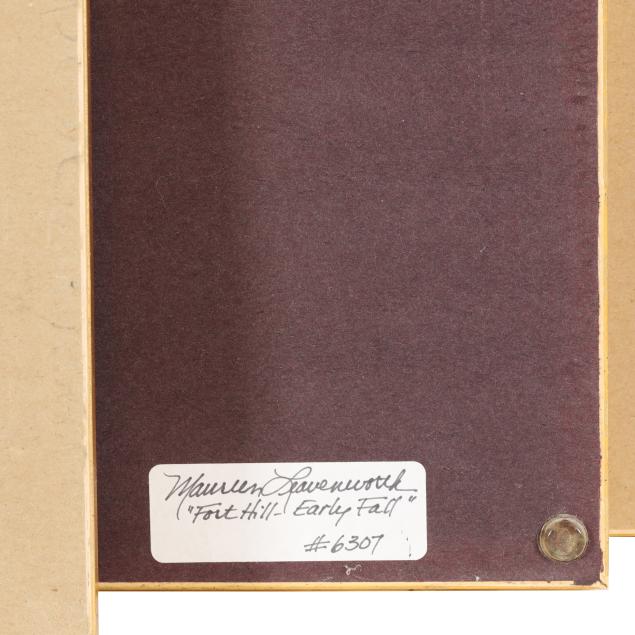 Maureen Leavenworth
"Fort Hill - Early Fall"
#6307